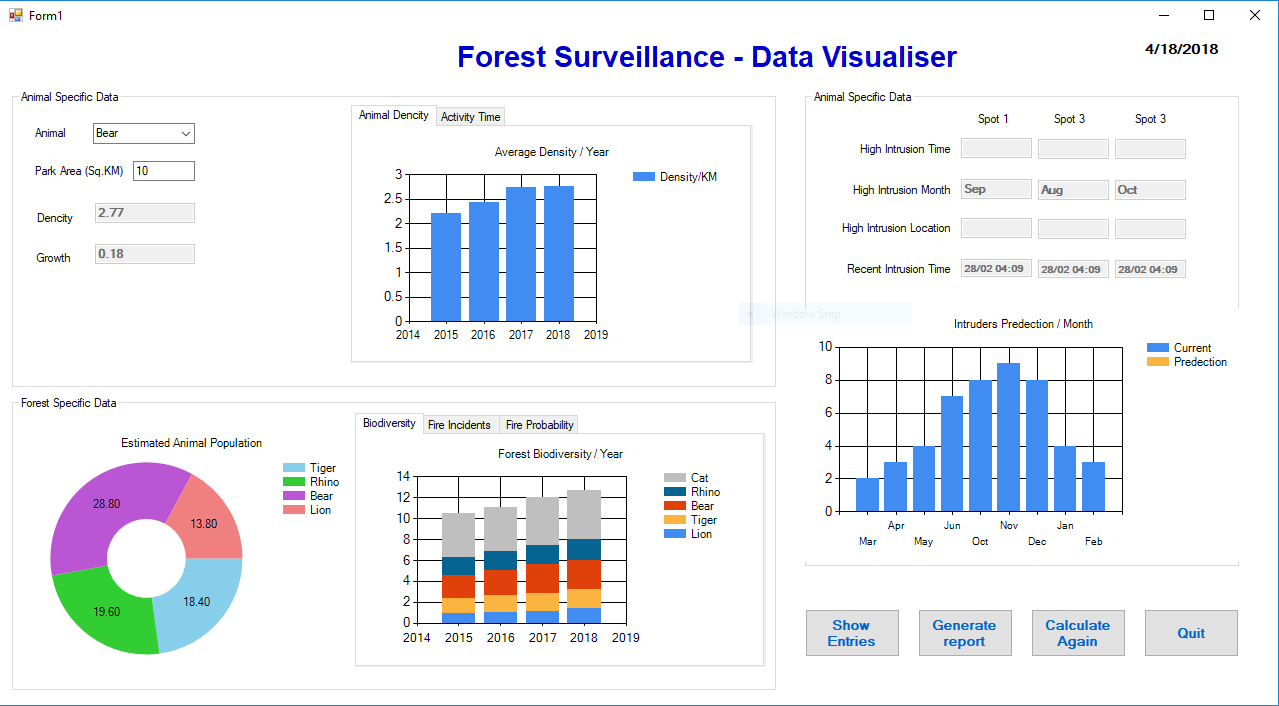 Form1
Forest Surveillance - Data Visualiser
4/18/2018
Animal Specific Data
Animal
Bear
Park Area (Sq.KM)
10
Dencity
2.77
Growth
0.18
Animal Dencity
Activity Time
Average Density / Year
3
2.5
2
1.5
1
0.5
0
2014
2015
2016
2017
2018
2019
Density/KM
Animal Specific Data
Spot 1
Spot 3
Spot 3
High Intrusion Time
High Intrusion Month
Sep
Aug
Oct
High Intrusion Location
Recent Intrusion Time
28/02 04:09
28/02 04:09
28/02 04:09
Window Snip
Intruders Predection / Month
10
8
6
4
2
0
Mar
Apr
May
Jun
Oct
Nov
Dec
Jan
Feb
Current
Predection
Forest Specific Data
Estimated Animal Population
28.80
13.80
19.60
18.40
Tiger
Rhino
Bear
Lion
Biodiversity
Fire Incidents
Fire Probability
Forest Biodiversity / Year
14
12
10
8
6
4
2
0
2014
2015
2016
2017
2018
2019
Cat
Rhino
Bear
Tiger
Lion
Show
Entries
Generate
report
Calculate
Again
Quit